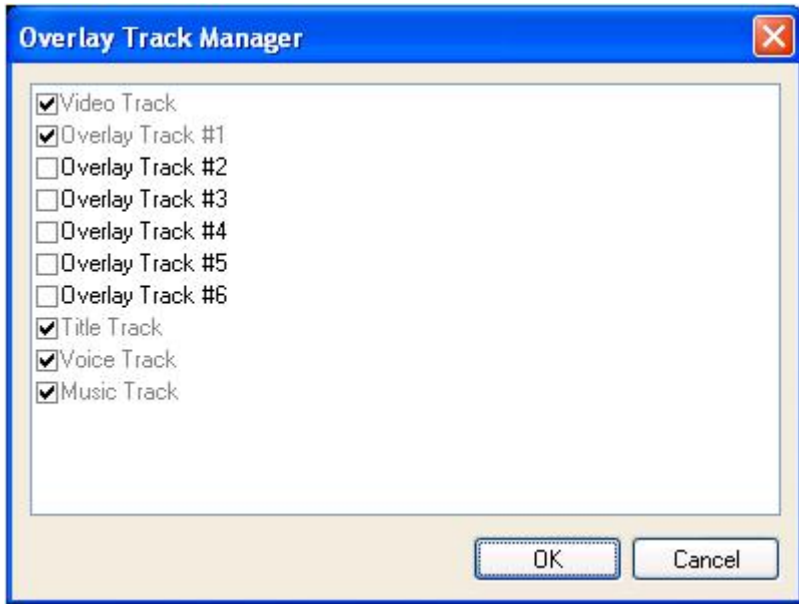 Overlay Track Manager
Video Track
Overlay Track #1
Overlay Track #2
Overlay Track #3
Overlay Track #4
Overlay Track #5
Overlay Track #6
Title Track
Voice Track
Music Track
OK Cancel